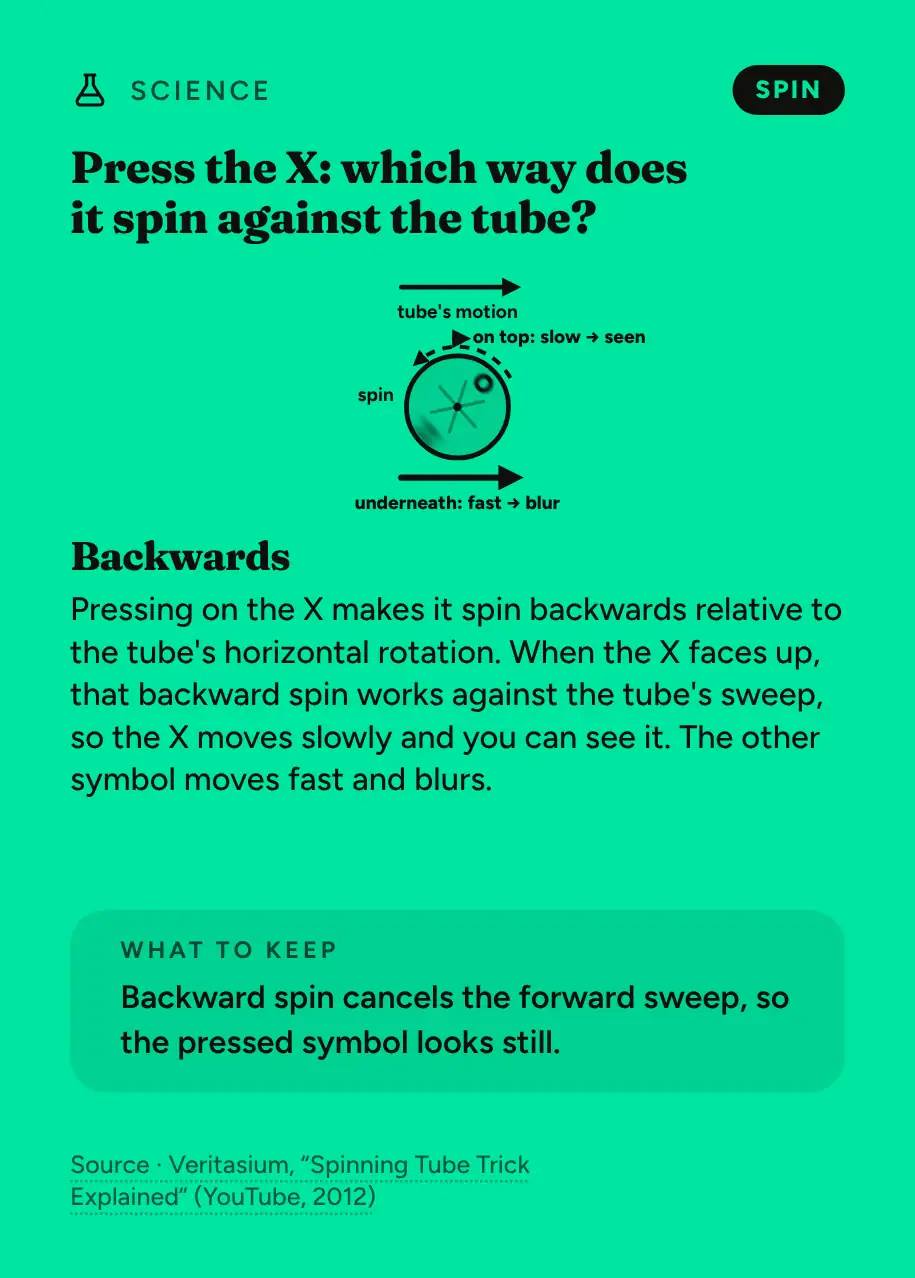 SCIENCE
SPIN
Press the X: which way does
it spin against the tube?
tube's motion
on top: slow → seen
spin
underneath: fast → blur
Backwards
Pressing on the X makes it spin backwards relative to
the tube's horizontal rotation. When the X faces up,
that backward spin works against the tube's sweep,
so the X moves slowly and you can see it. The other
symbol moves fast and blurs.
WHAT TO KEEP
Backward spin cancels the forward sweep, so
the pressed symbol looks still.
Source · Veritasium, “Spinning Tube Trick
Explained” (YouTube, 2012)